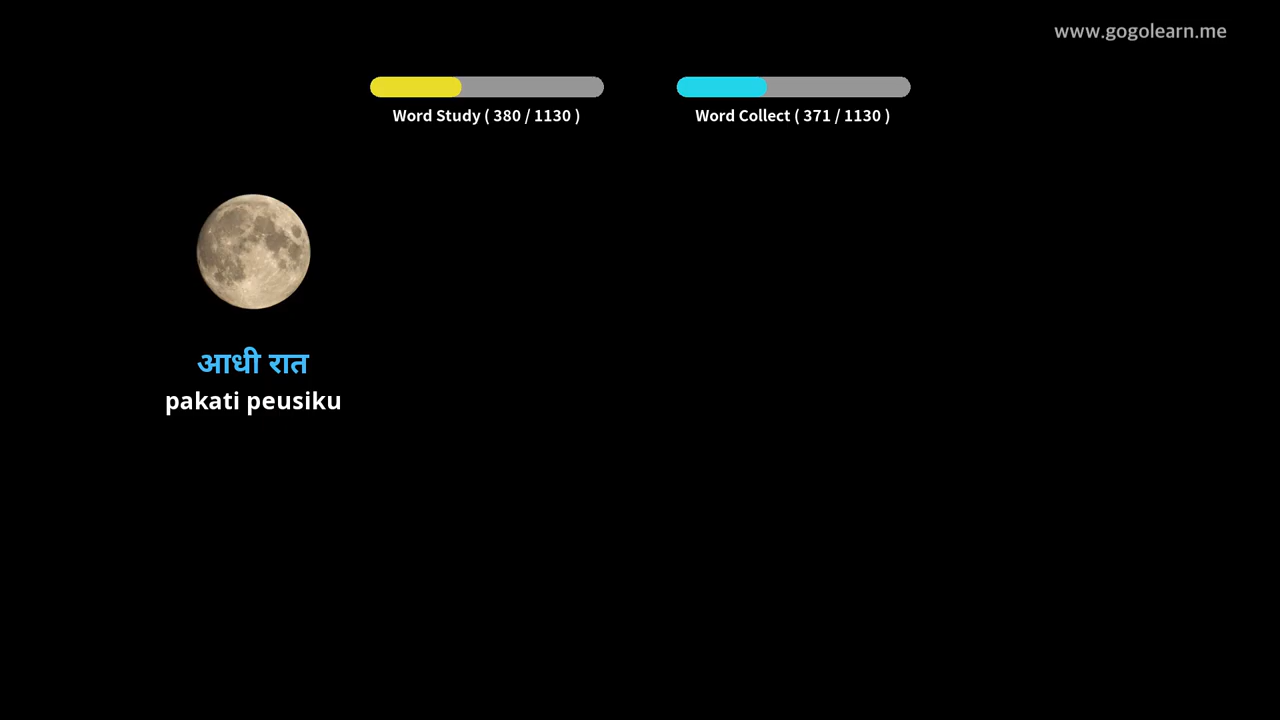 www.gogolearn.me
Word Study ( 380 / 1130 )
Word Collect ( 371 / 1130 )
आधी रात
pakati peusiku